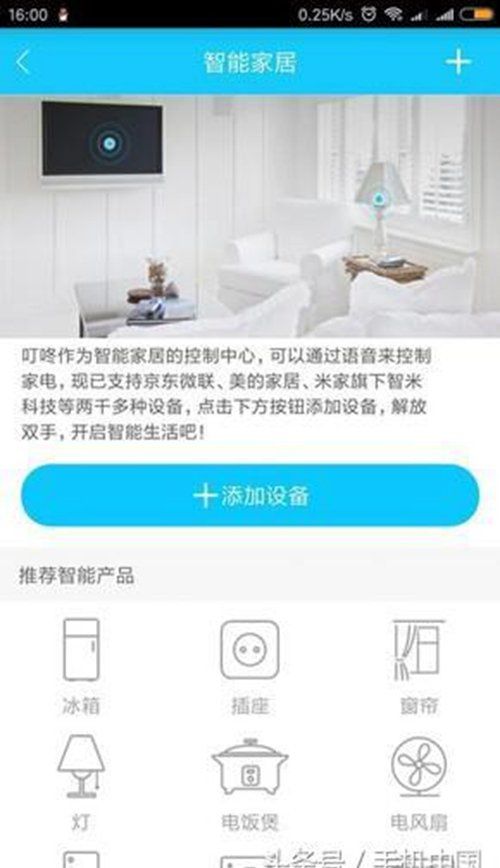 16:00 0.25K/s
智能家居
叮咚作为智能家居的控制中心，可以通过语音来控制
家电，现已支持京东微联、美的家居、米家旗下智米
科技等两千多种设备，点击下方按钮添加设备，解放
双手，开启智能生活吧！
添加设备
推荐智能产品
冰箱 插座 窗帘
灯 电饭煲 电风扇
头条号 / 手机中国